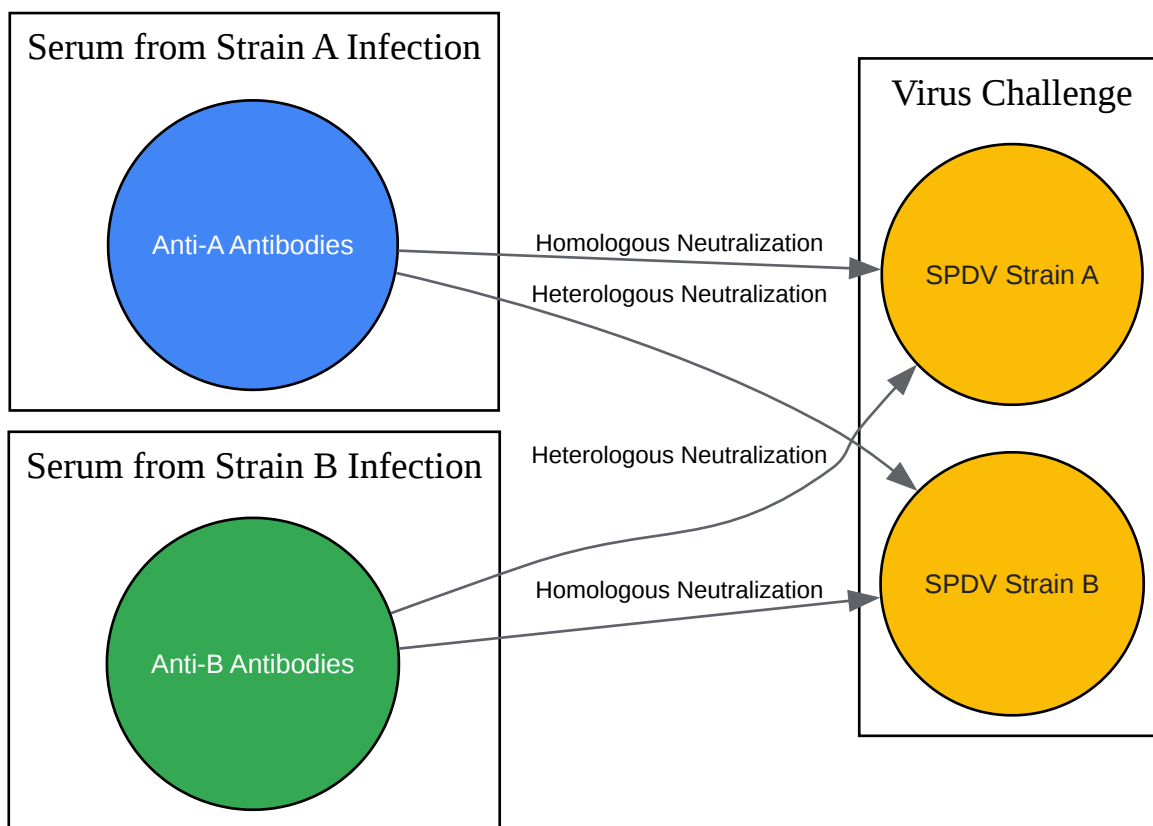 Serum from Strain A Infection
Anti-A Antibodies
Serum from Strain B Infection
Anti-B Antibodies
Homologous Neutralization
Heterologous Neutralization
Heterologous Neutralization
Homologous Neutralization
Virus Challenge
SPDV Strain A
SPDV Strain B